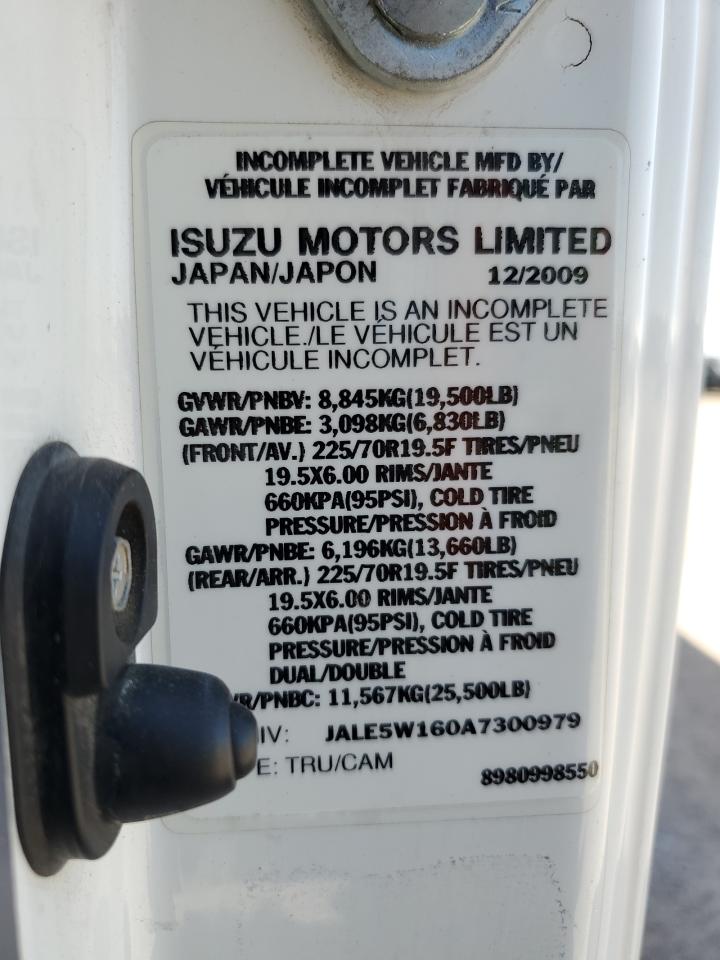 INCOMPLETE VEHICLE MFD BY/
VÉHICULE INCOMPLET FABRIQUÉ PAR
ISUZU MOTORS LIMITED
JAPAN/JAPON 12/2009
THIS VEHICLE IS AN INCOMPLETE
VEHICLE./LE VÉHICULE EST UN
VÉHICULE INCOMPLET.
GVWR/PNBV: 8,845KG(19,500LB)
GAWR/PNBE: 3,098KG(6,830LB)
(FRONT/AV.) 225/70R19.5F TIRES/PNEU
19.5X6.00 RIMS/JANTE
660KPA(95PSI), COLD TIRE
PRESSURE/PRESSION À FROID
GAWR/PNBE: 6,196KG(13,660LB)
(REAR/ARR.) 225/70R19.5F TIRES/PNEU
19.5X6.00 RIMS/JANTE
660KPA(95PSI), COLD TIRE
PRESSURE/PRESSION À FROID
DUAL/DOUBLE
R/PNBC: 11,567KG(25,500LB)
IV: JALE5W160A7300979
E: TRU/CAM 8980998550